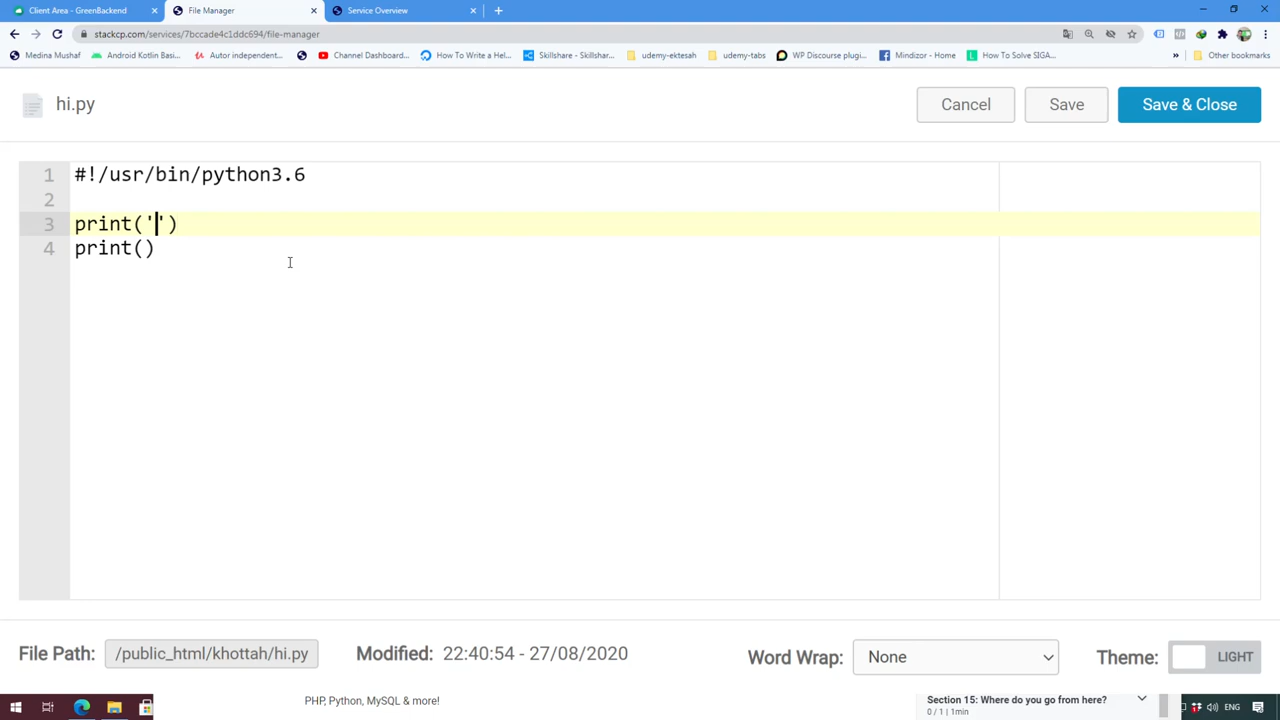 Client Area - GreenBackend
File Manager
Service Overview
stackcp.com/services/7bccade4c1ddc694/file-manager
Medina Mushaf
Android Kotlin Basi...
Autor independent...
Channel Dashboard...
How To Write a Hel...
Skillshare - Skillshar...
udemy-ektesah
udemy-tabs
WP Discourse plugi...
Mindizor - Home
How To Solve SIGA...
»
Other bookmarks
hi.py
Cancel
Save
Save & Close
1 #!/usr/bin/python3.6
2
3 print('')
4 print()
File Path: /public_html/khottah/hi.py
Modified: 22:40:54 - 27/08/2020
Word Wrap: None
Theme: LIGHT
PHP, Python, MySQL & more!
Section 15: Where do you go from here?
0 / 1 | 1min
ENG